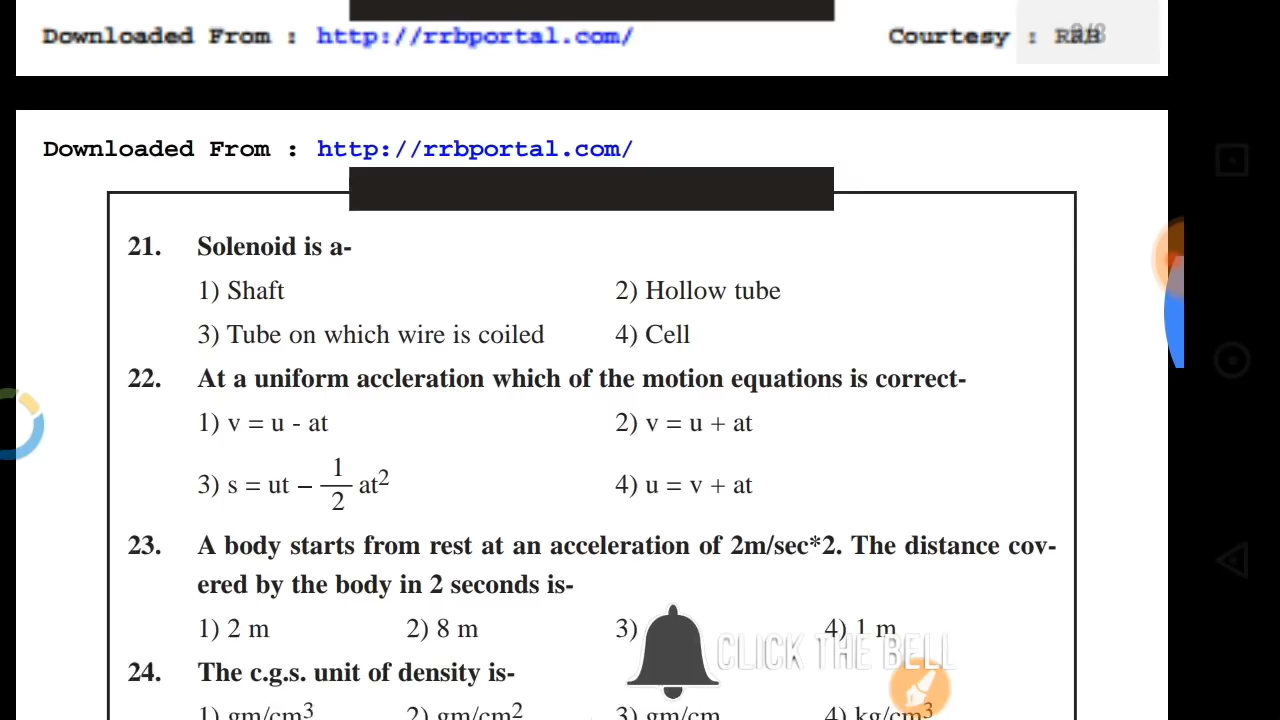 Downloaded From : http://rrbportal.com/ Courtesy : RRB
Downloaded From : http://rrbportal.com/
21. Solenoid is a-
1) Shaft 2) Hollow tube
3) Tube on which wire is coiled 4) Cell
22. At a uniform accleration which of the motion equations is correct-
1) v = u - at 2) v = u + at
3) s = ut – 1/2 at² 4) u = v + at
23. A body starts from rest at an acceleration of 2m/sec*2. The distance cov-
ered by the body in 2 seconds is-
1) 2 m 2) 8 m 3) 4) 1 m
CLICK THE BELL
24. The c.g.s. unit of density is-
1) gm/cm³ 2) gm/cm² 3) gm/cm 4) kg/cm³